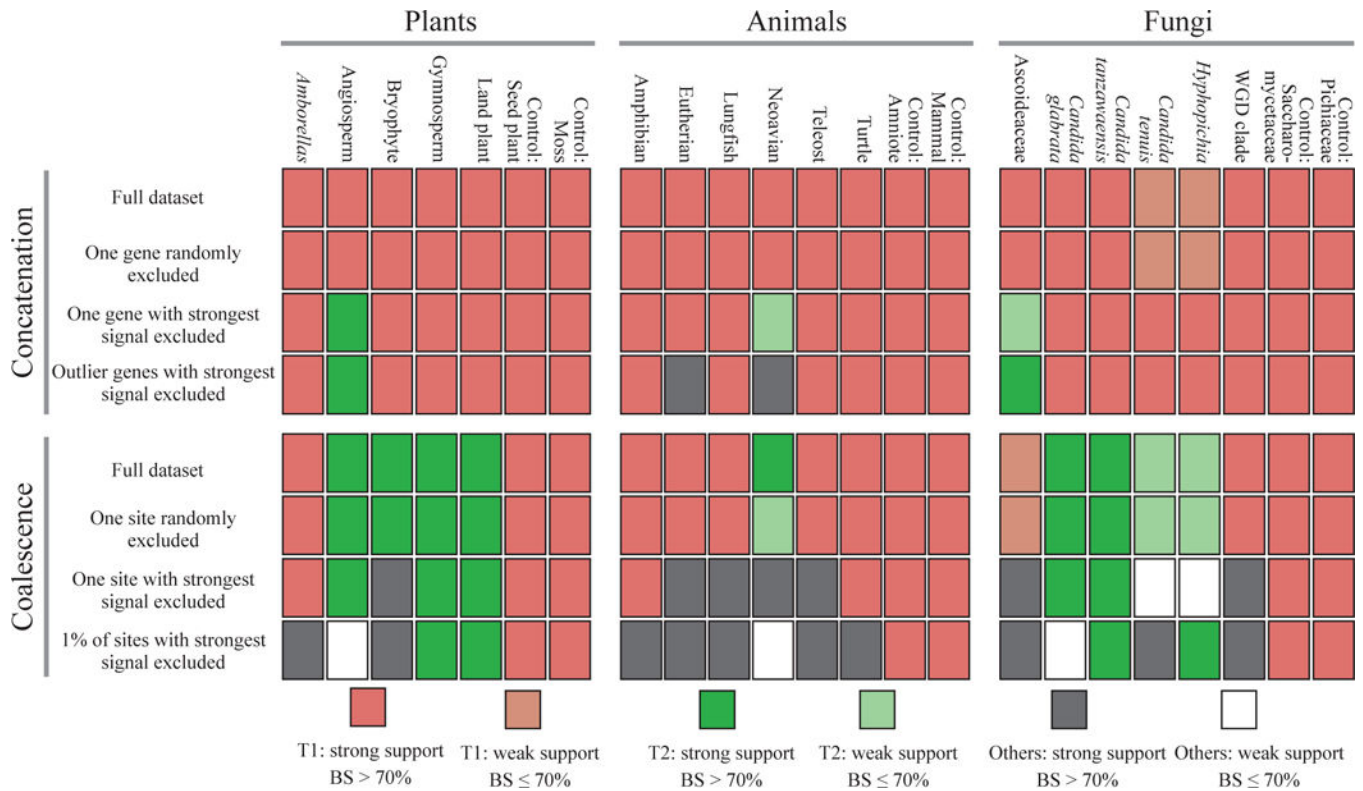 Plants
Animals
Fungi
Amborellas
Angiosperm
Bryophyte
Gymnosperm
Land plant
Control:
Seed plant
Control:
Moss
Amphibian
Eutherian
Lungfish
Neoavian
Teleost
Turtle
Control:
Amniote
Control:
Mammal
Ascoideaceae
Candida
glabrata
Candida
tanzawaensis
Candida
tenuis
Hyphopichia
WGD clade
Control:
Saccharo-
mycetaceae
Control:
Pichiaceae
Concatenation
Full dataset
One gene randomly
excluded
One gene with strongest
signal excluded
Outlier genes with strongest
signal excluded
Coalescence
Full dataset
One site randomly
excluded
One site with strongest
signal excluded
1% of sites with strongest
signal excluded
T1: strong support
BS > 70%
T1: weak support
BS ≤ 70%
T2: strong support
BS > 70%
T2: weak support
BS ≤ 70%
Others: strong support
BS > 70%
Others: weak support
BS ≤ 70%